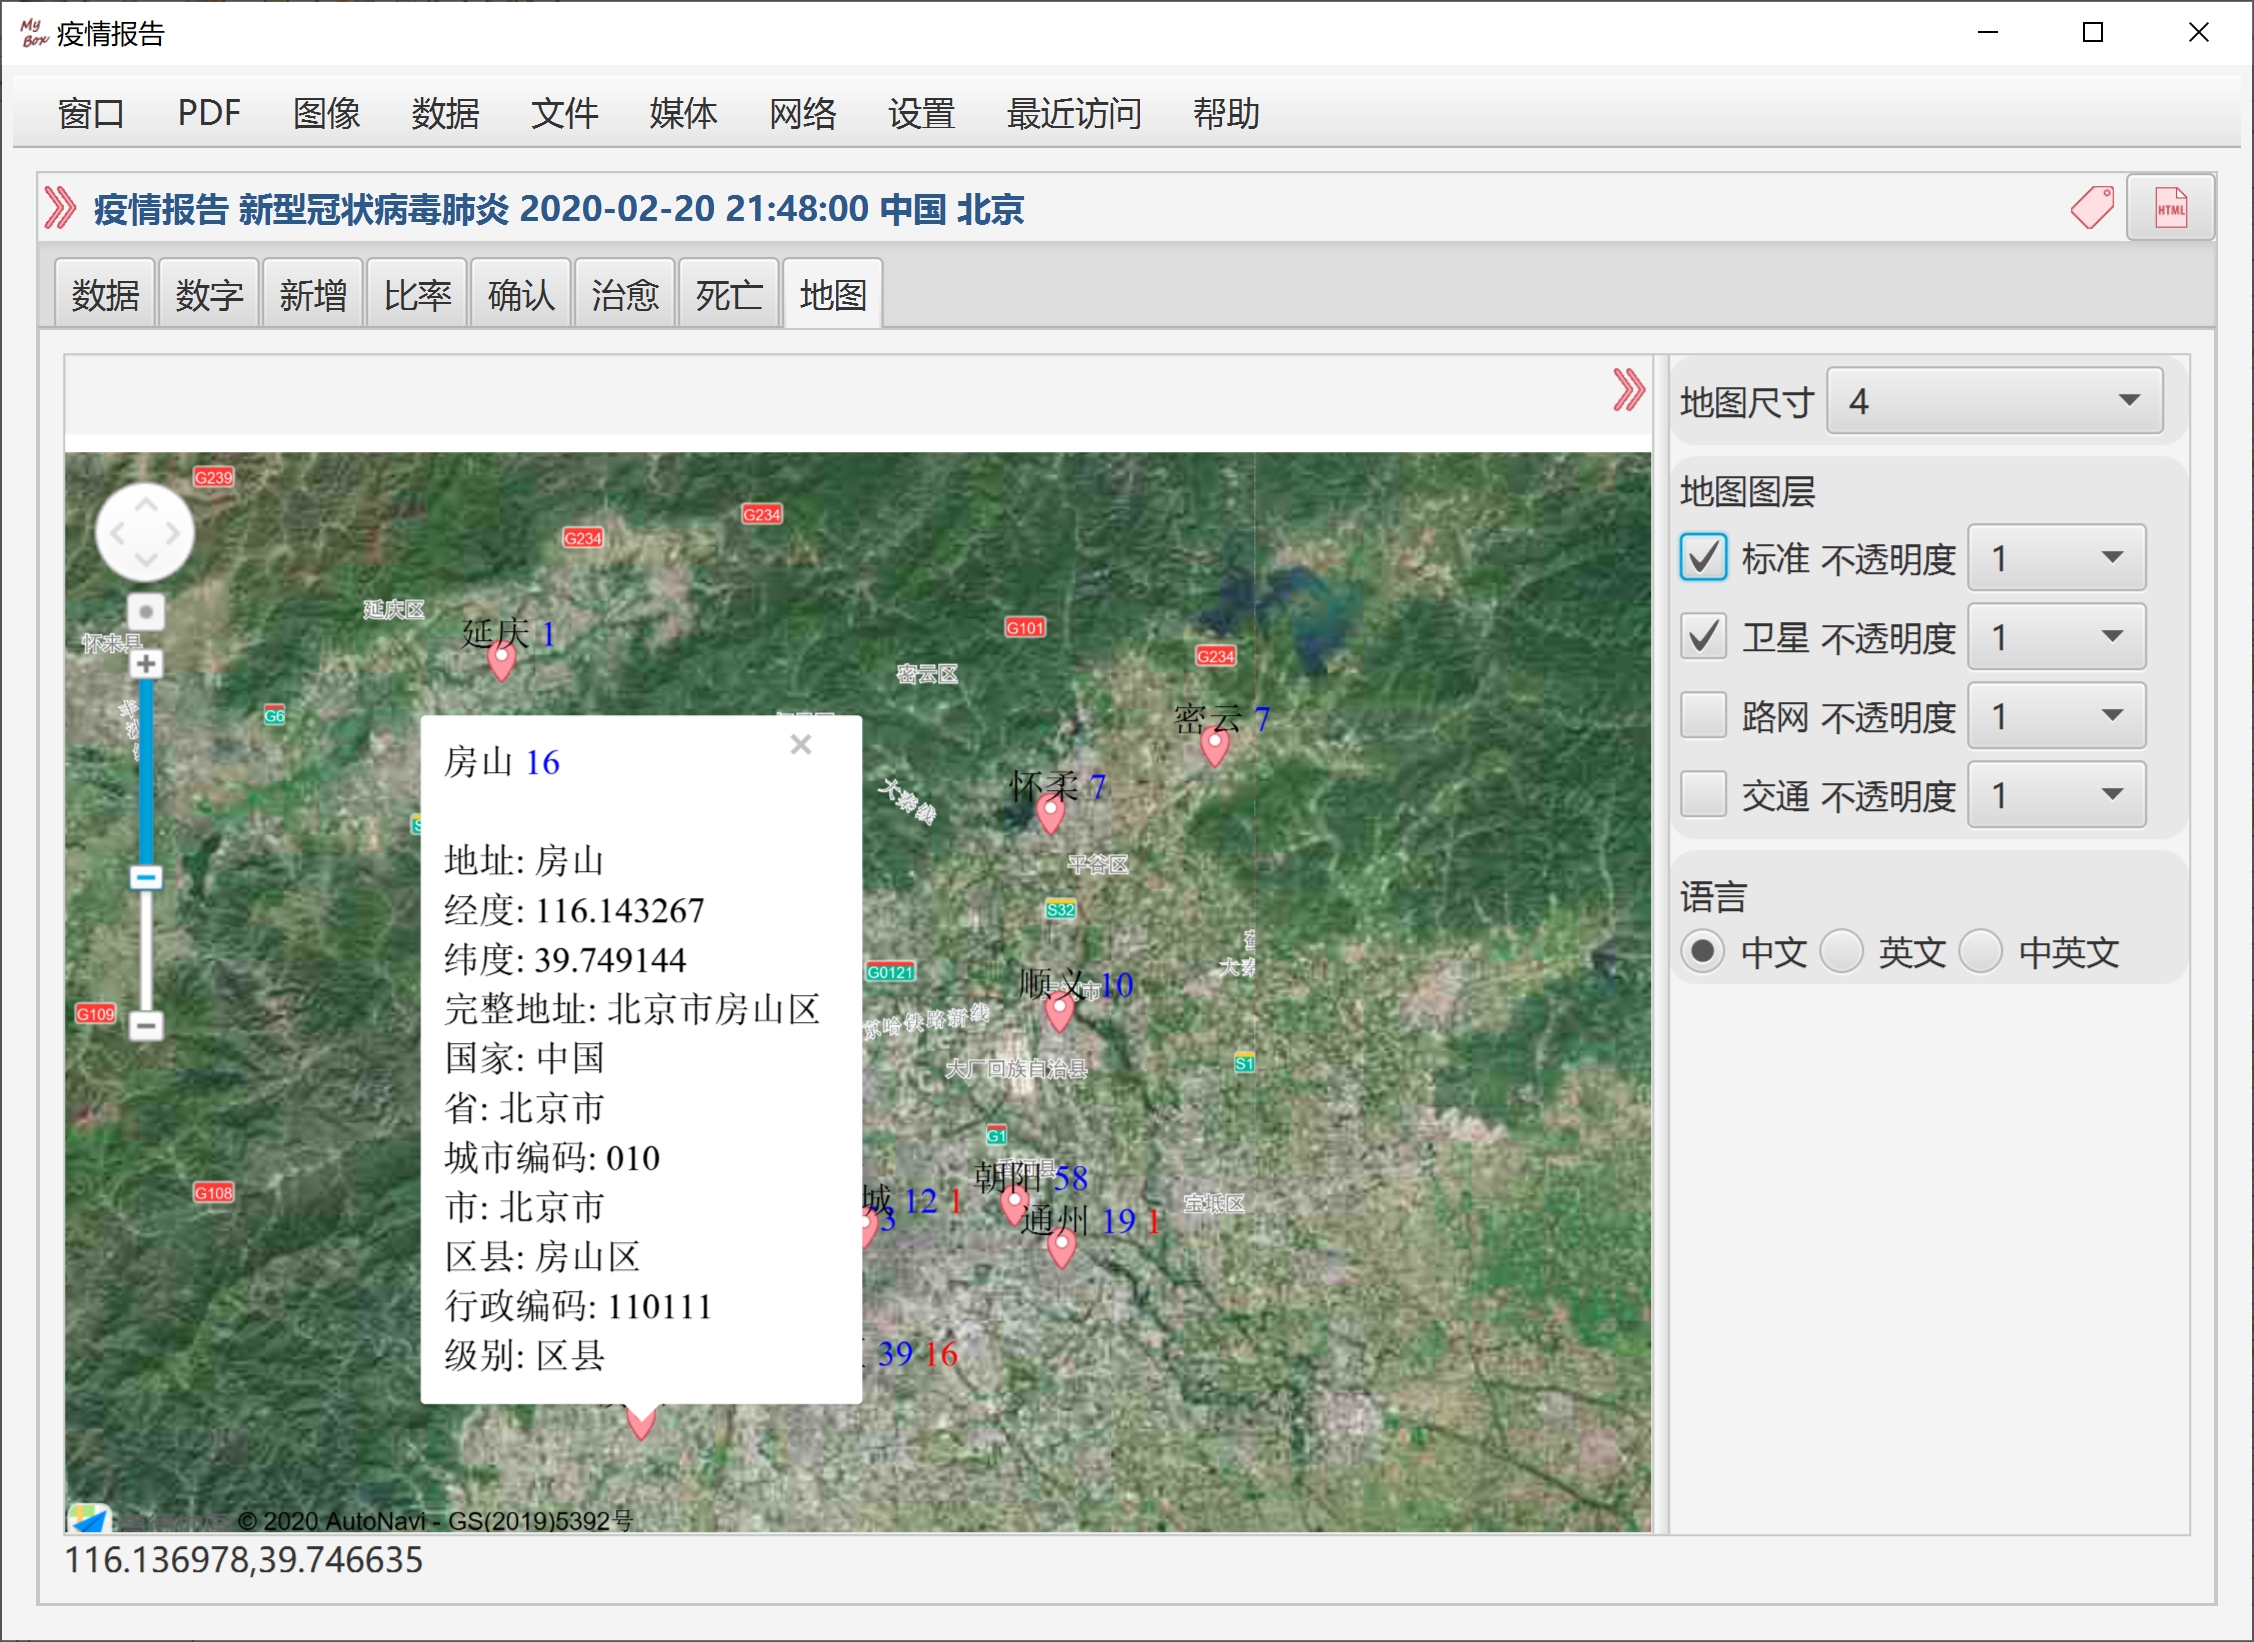 My Box 疫情报告
窗口 PDF 图像 数据 文件 媒体 网络 设置 最近访问 帮助
疫情报告 新型冠状病毒肺炎 2020-02-20 21:48:00 中国 北京
HTML
数据 数字 新增 比率 确认 治愈 死亡 地图
地图尺寸 4
地图图层
标准 不透明度 1
卫星 不透明度 1
路网 不透明度 1
交通 不透明度 1
语言
中文 英文 中英文
G239
G234
G234
延庆区
G101
延庆 1
怀来县
G234
密云区
G6
密云 7
房山 16
地址: 房山
经度: 116.143267
纬度: 39.749144
完整地址: 北京市房山区
国家: 中国
省: 北京市
城市编码: 010
市: 北京市
区县: 房山区
行政编码: 110111
级别: 区县
怀柔 7
大秦线
平谷区
S32
大秦
G0121
顺义 10
市
G109
京哈铁路新线
S1
大厂回族自治县
G1
朝阳 58
G108
城 12 1
3
宝坻区
通州 19 1
39 16
© 2020 AutoNavi - GS(2019)5392号
116.136978,39.746635